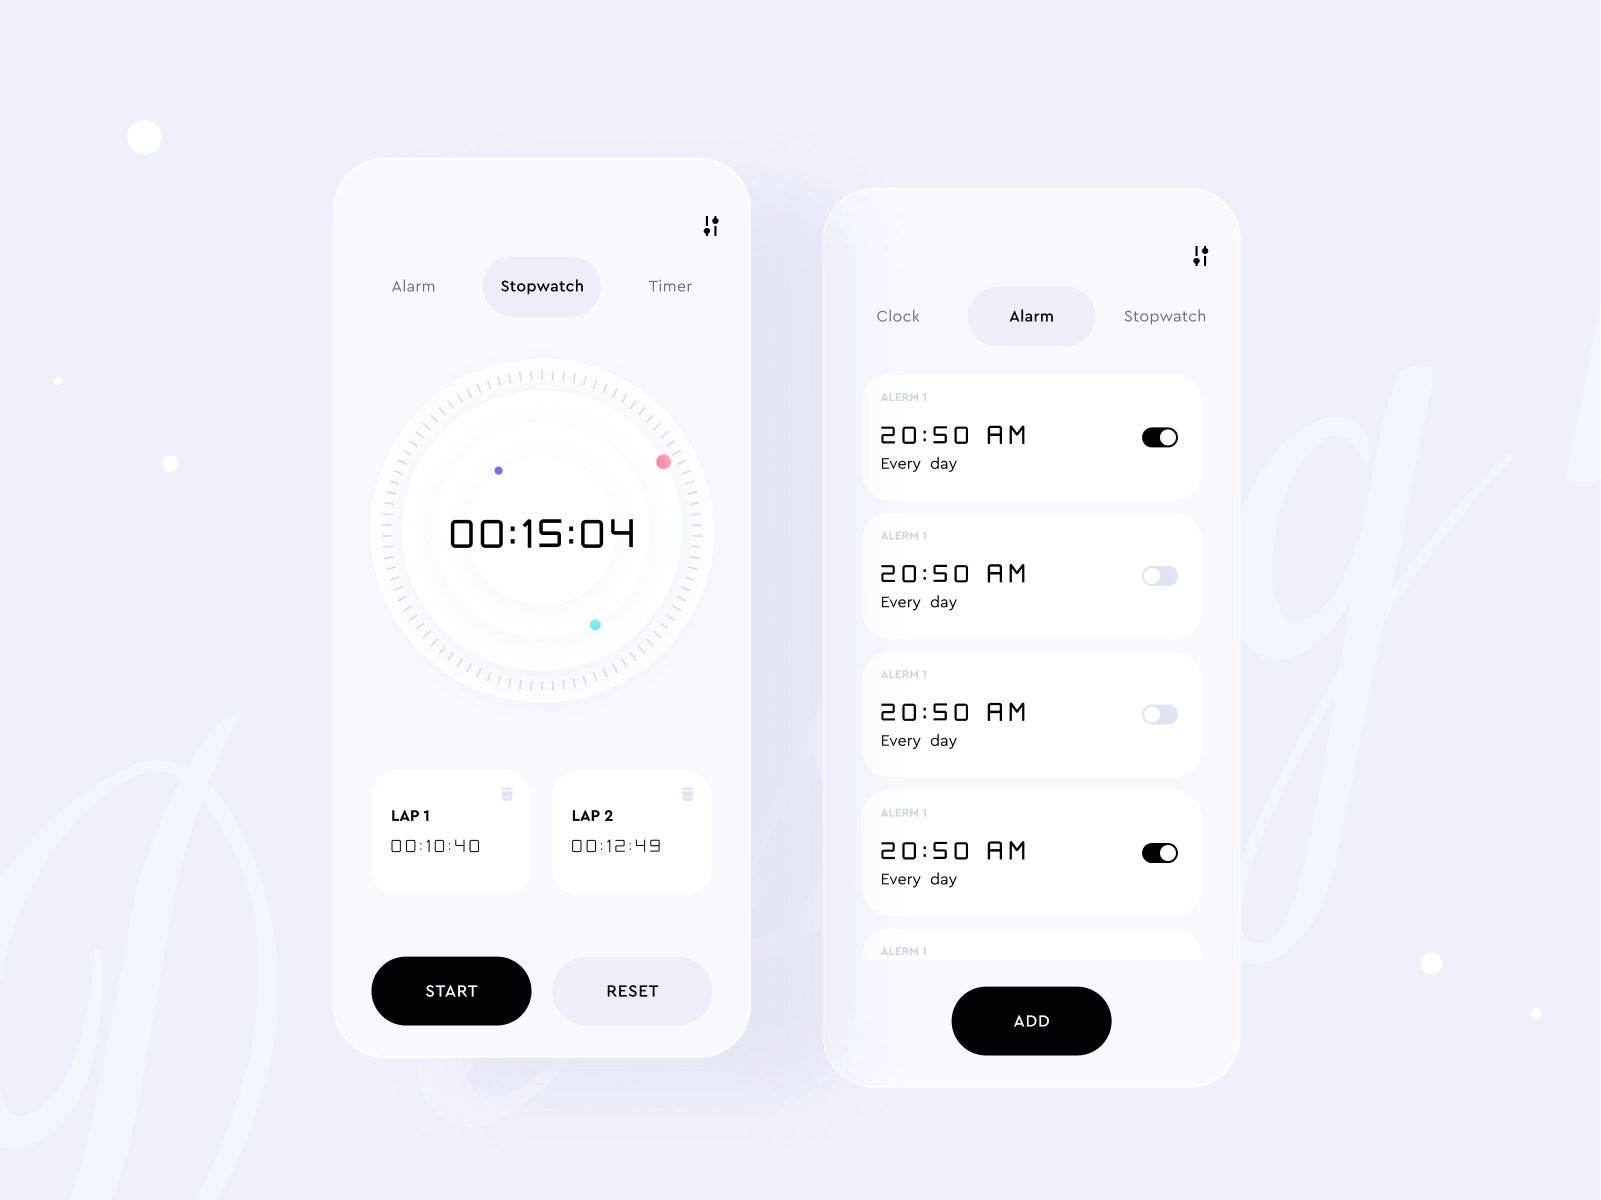 Alarm Stopwatch Timer
00:15:04
LAP 1
00:10:40
LAP 2
00:12:49
START RESET
Clock Alarm Stopwatch
ALERM 1
20:50 AM
Every day
ALERM 1
20:50 AM
Every day
ALERM 1
20:50 AM
Every day
ALERM 1
20:50 AM
Every day
ALERM 1
ADD